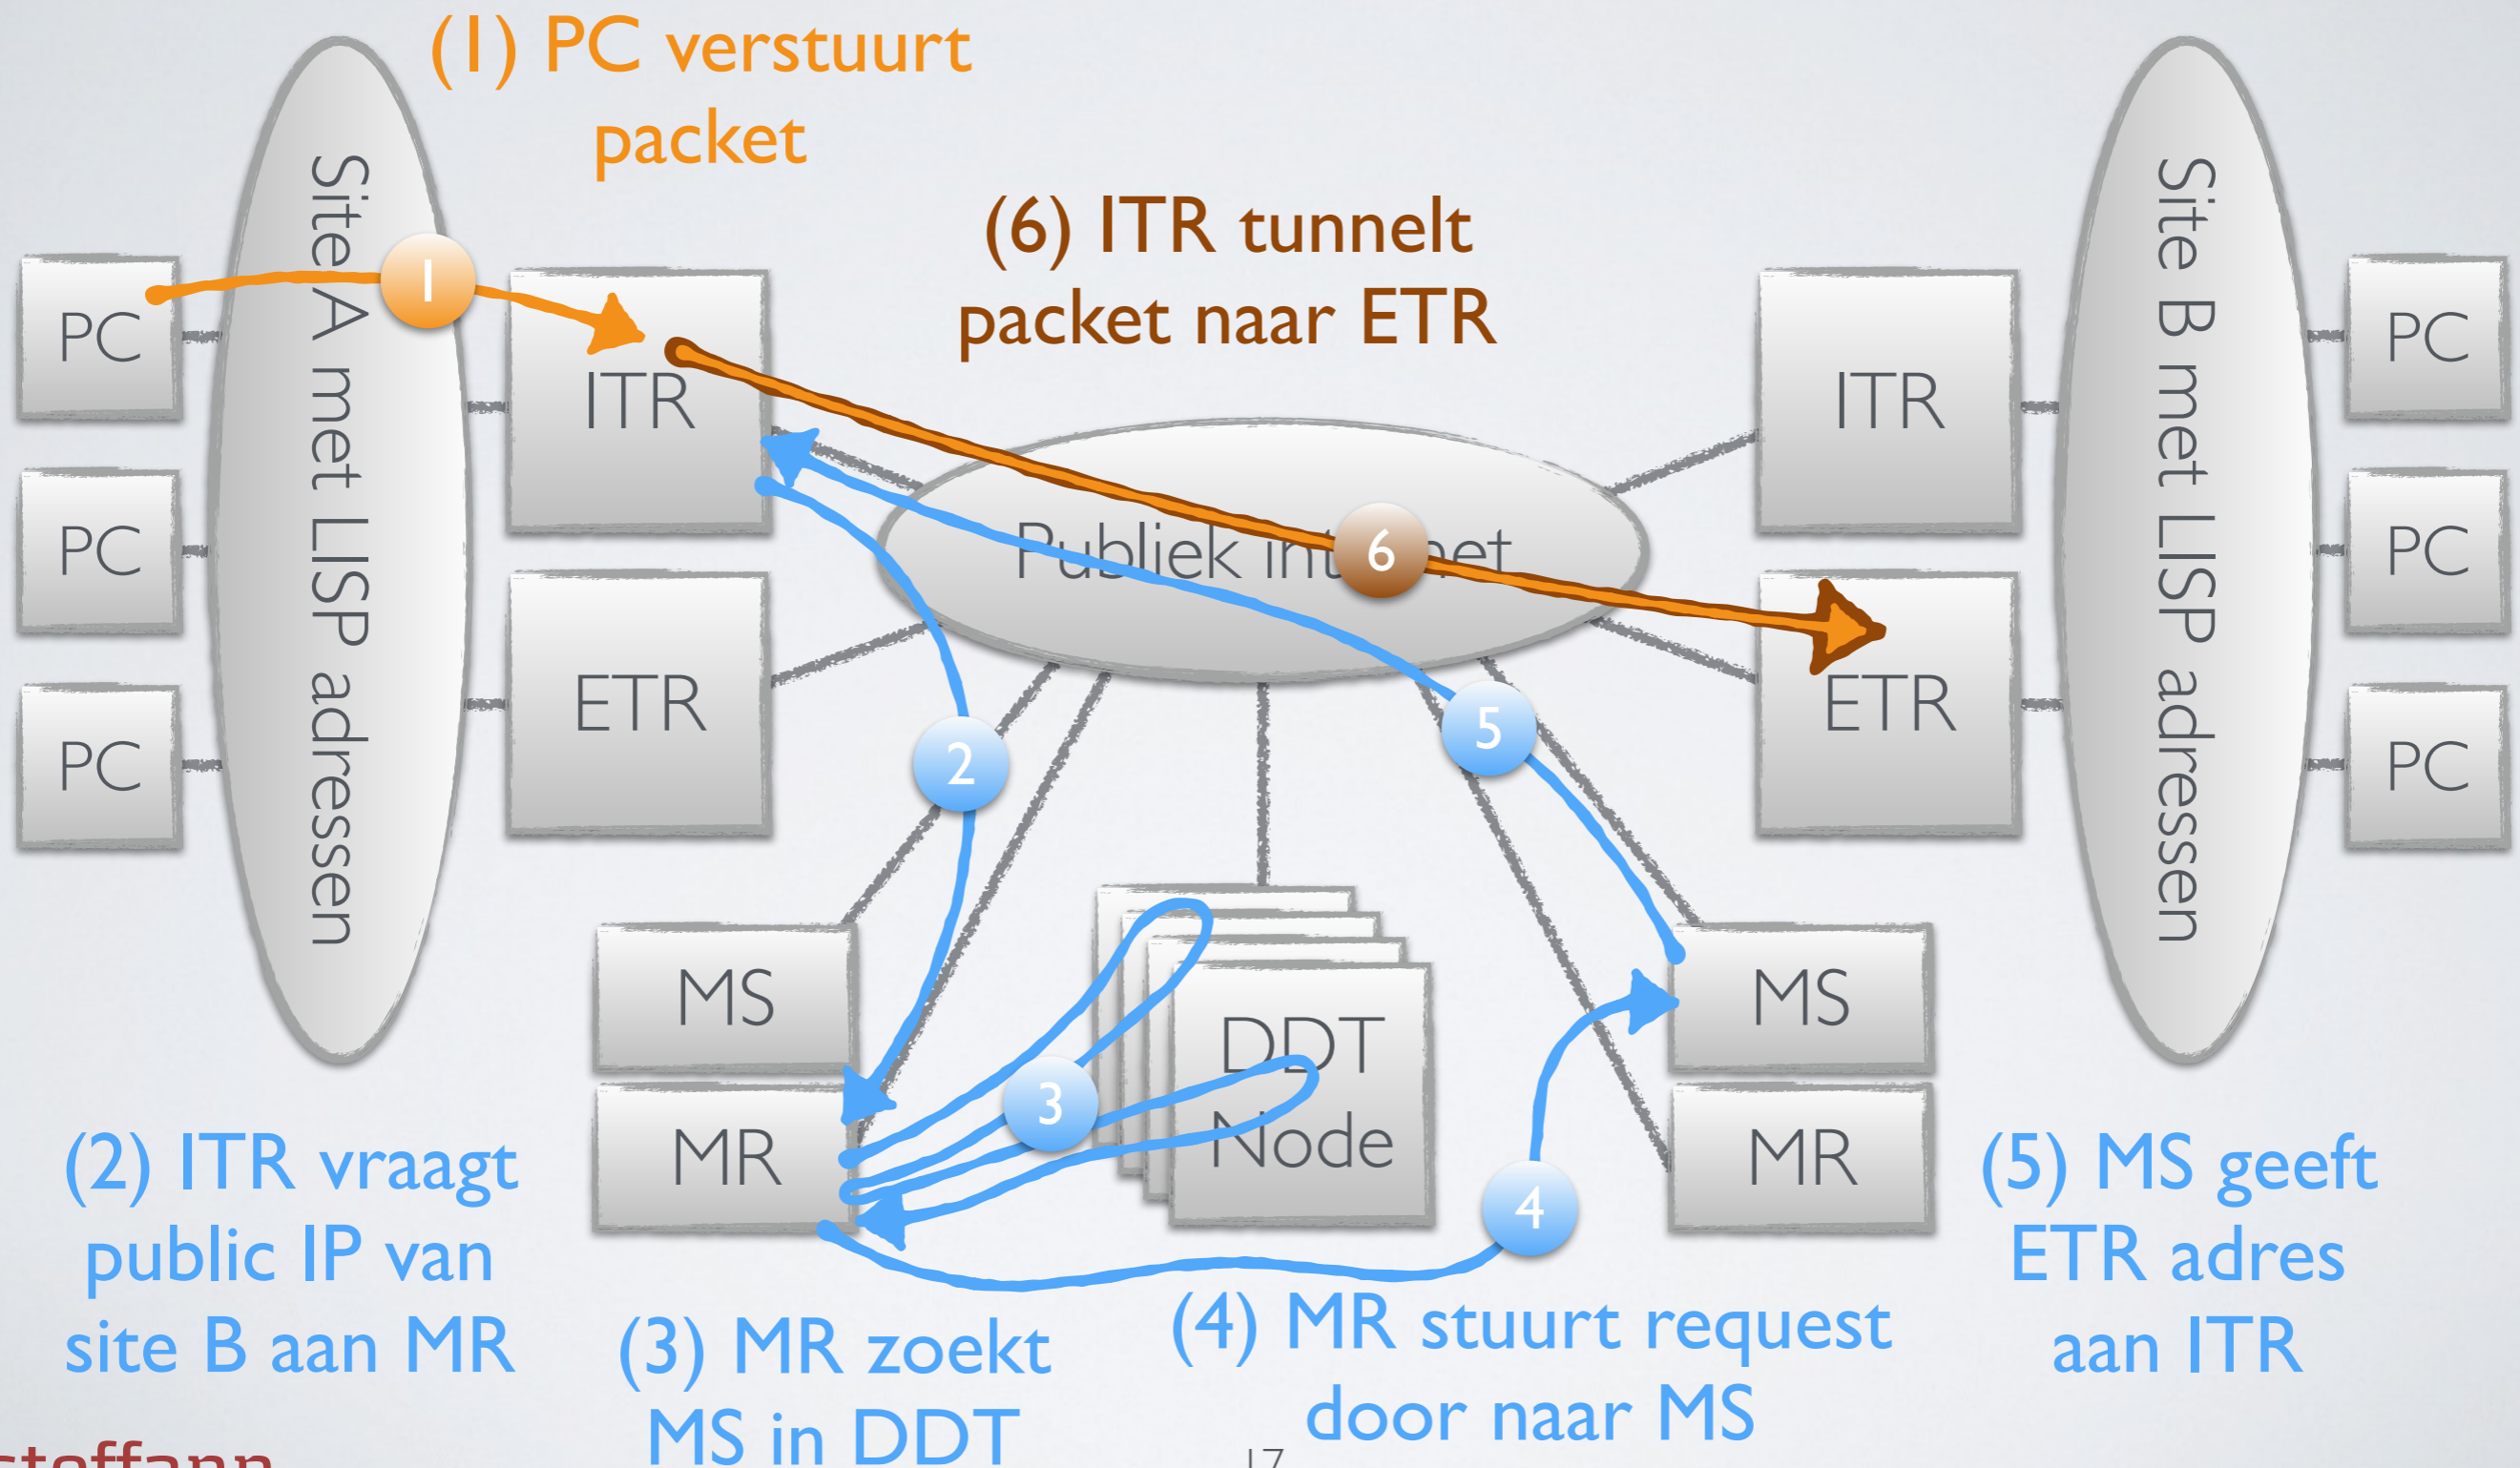 (1) PC verstuurt
packet
(6) ITR tunnelt
packet naar ETR
PC
PC
PC
Site A met LISP adressen
1
ITR
ETR
Publiek internet
6
ITR
ETR
Site B met LISP adressen
PC
PC
PC
2
5
MS
MR
3
DDT
Node
4
MS
MR
(2) ITR vraagt
public IP van
site B aan MR
(3) MR zoekt
MS in DDT
(4) MR stuurt request
door naar MS
(5) MS geeft
ETR adres
aan ITR
steffann
17